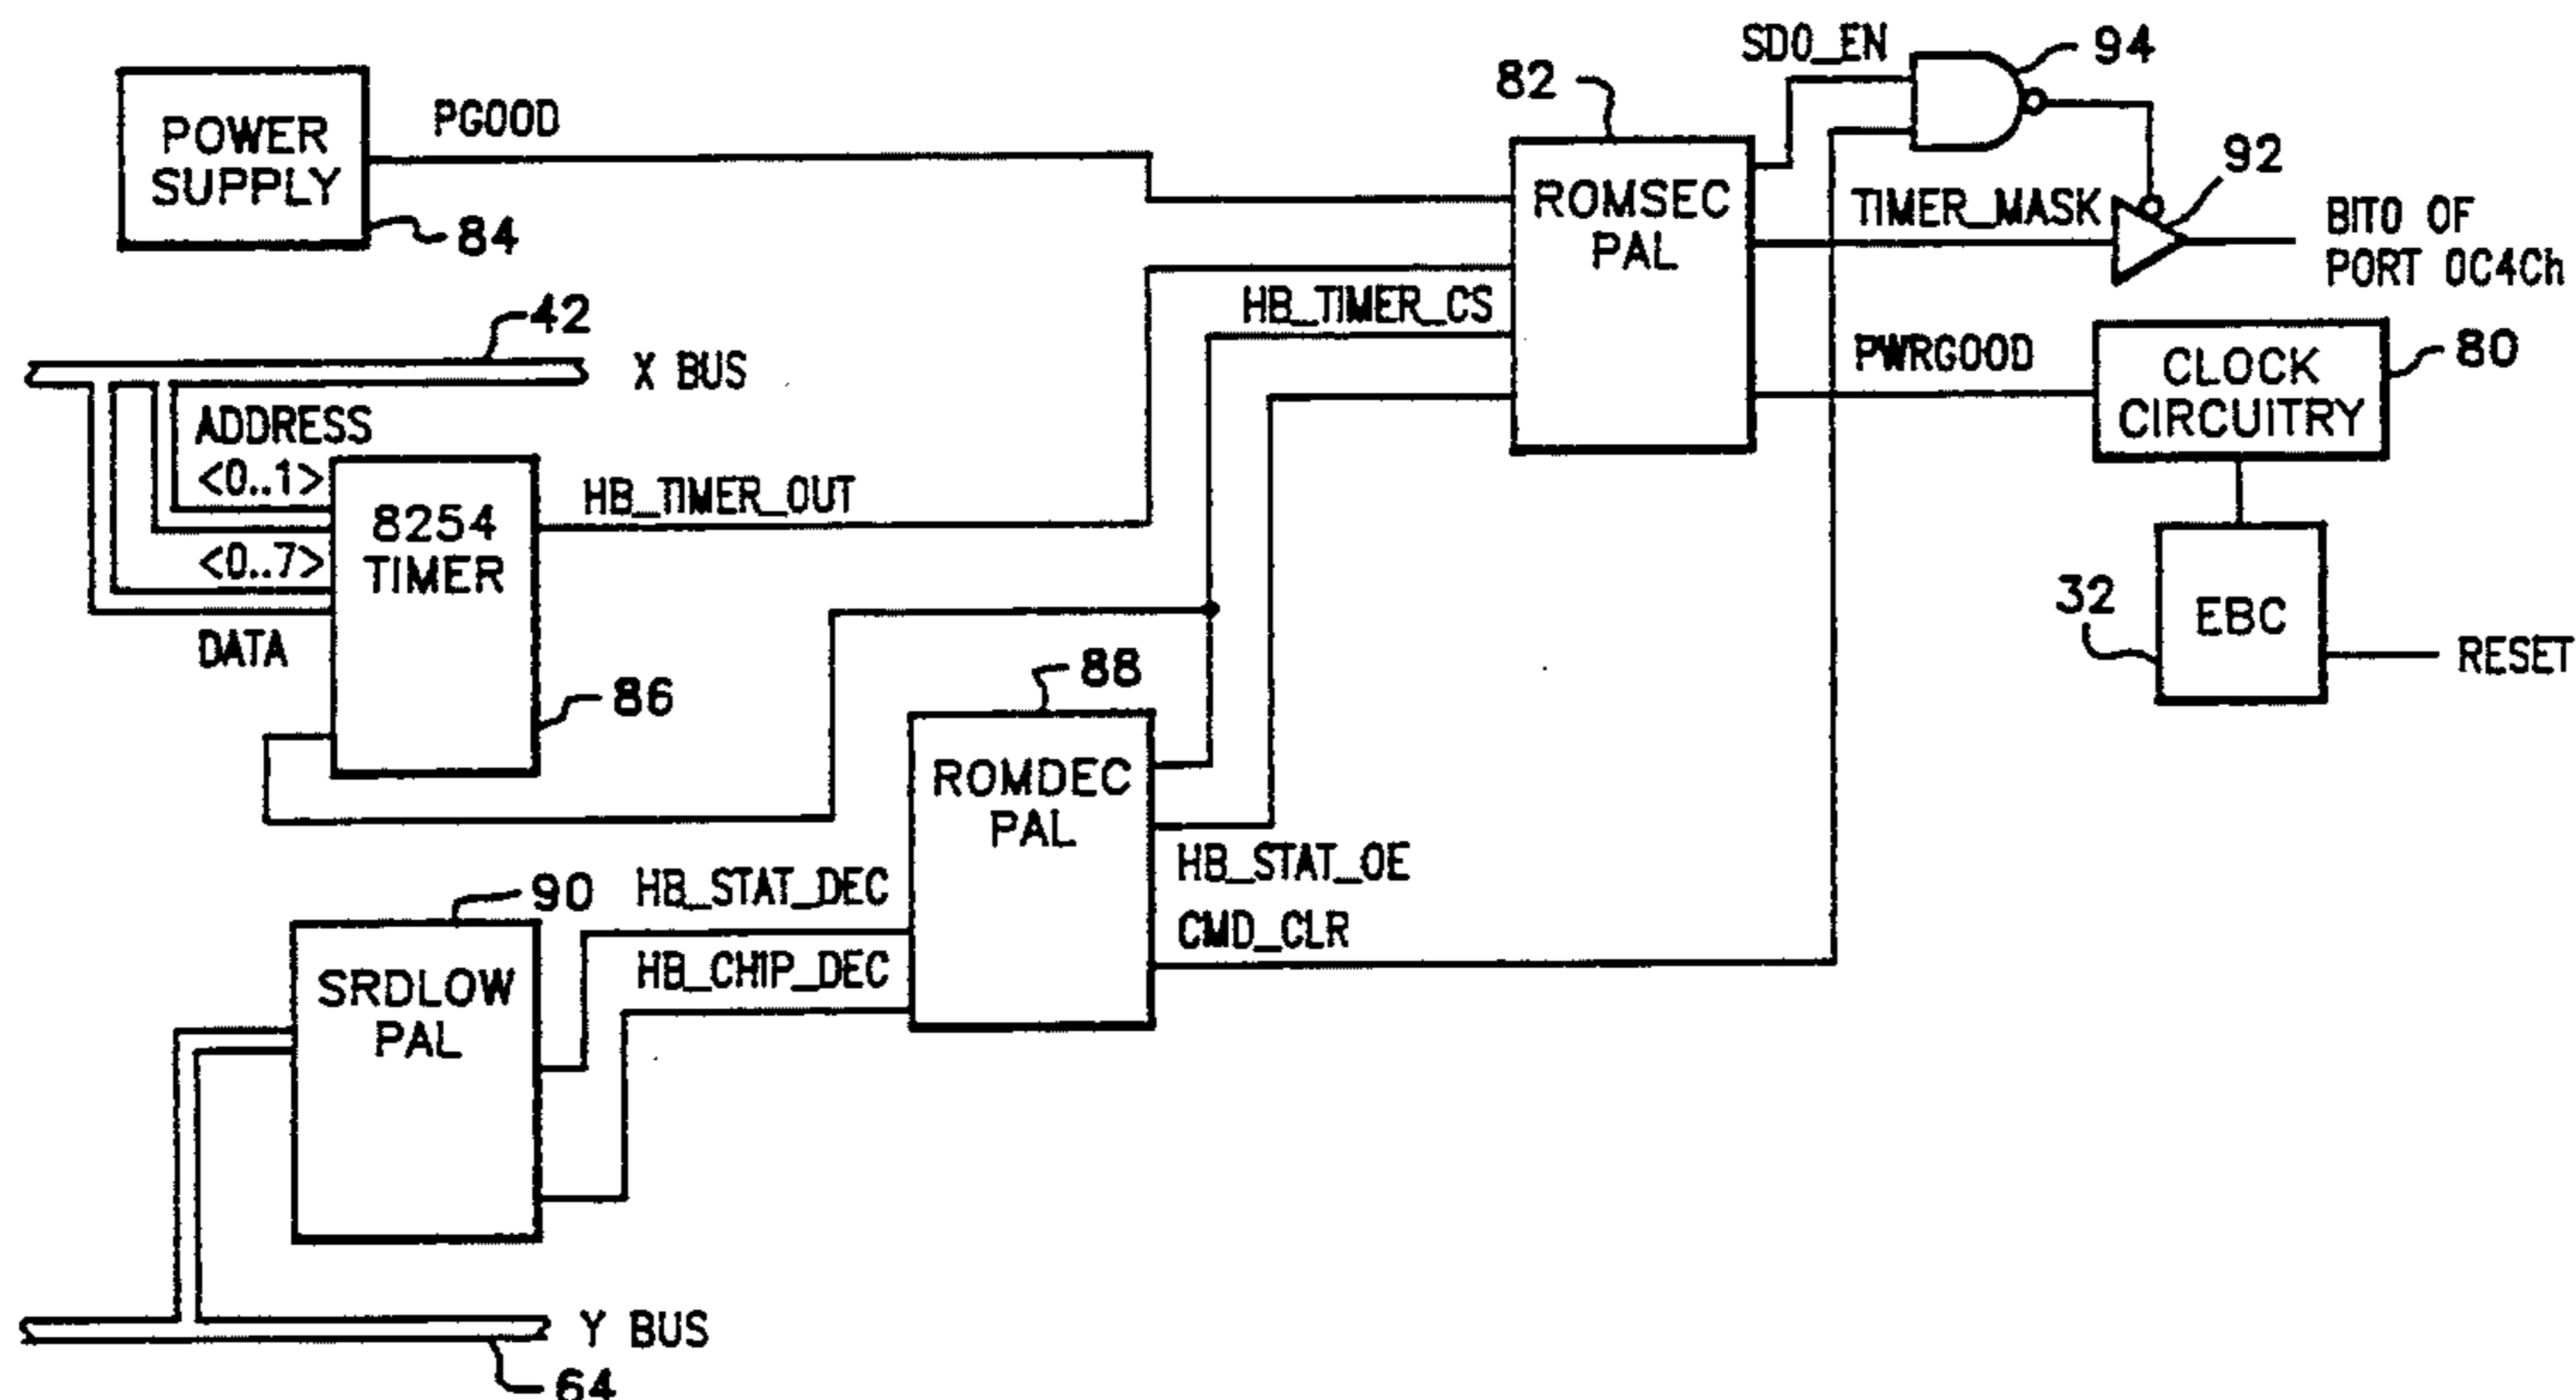 SD0_EN
94
82
POWER
SUPPLY
PGOOD
84
ROMSEC
PAL
TIMER_MASK
92
BIT0 OF
PORT 0C4Ch
42
X BUS
HB_TIMER_CS
PWRGOOD
CLOCK
CIRCUITRY
80
ADDRESS
<0..1>
<0..7>
DATA
8254
TIMER
HB_TIMER_OUT
86
32
EBC
RESET
88
ROMDEC
PAL
HB_STAT_OE
CMD_CLR
90
HB_STAT_DEC
HB_CHIP_DEC
SRDLOW
PAL
Y BUS
64